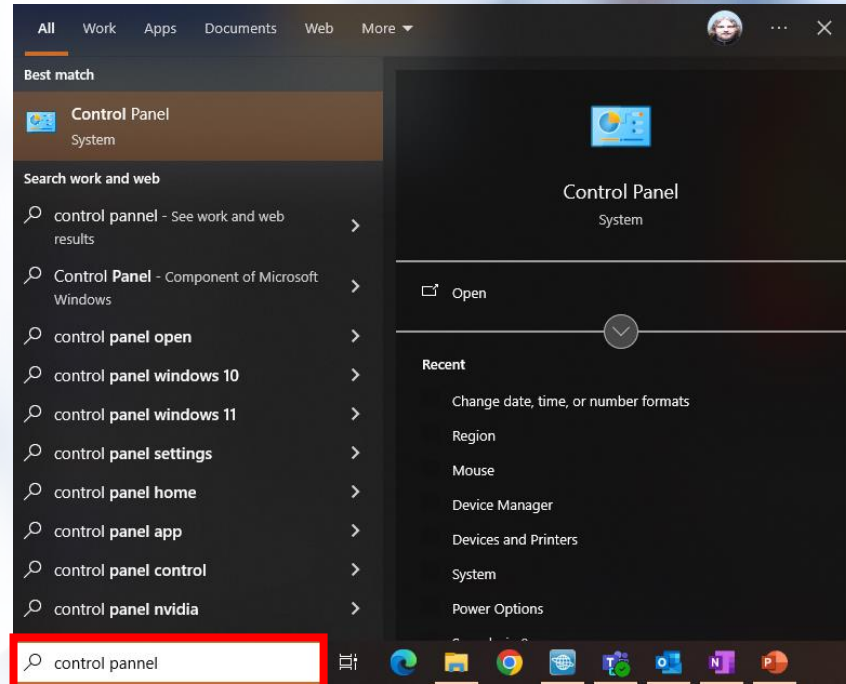 All Work Apps Documents Web More
Best match
Control Panel
System
Search work and web
control pannel - See work and web
results
Control Panel - Component of Microsoft
Windows
control panel open
control panel windows 10
control panel windows 11
control panel settings
control panel home
control panel app
control panel control
control panel nvidia
control pannel
Control Panel
System
Open
Recent
Change date, time, or number formats
Region
Mouse
Device Manager
Devices and Printers
System
Power Options